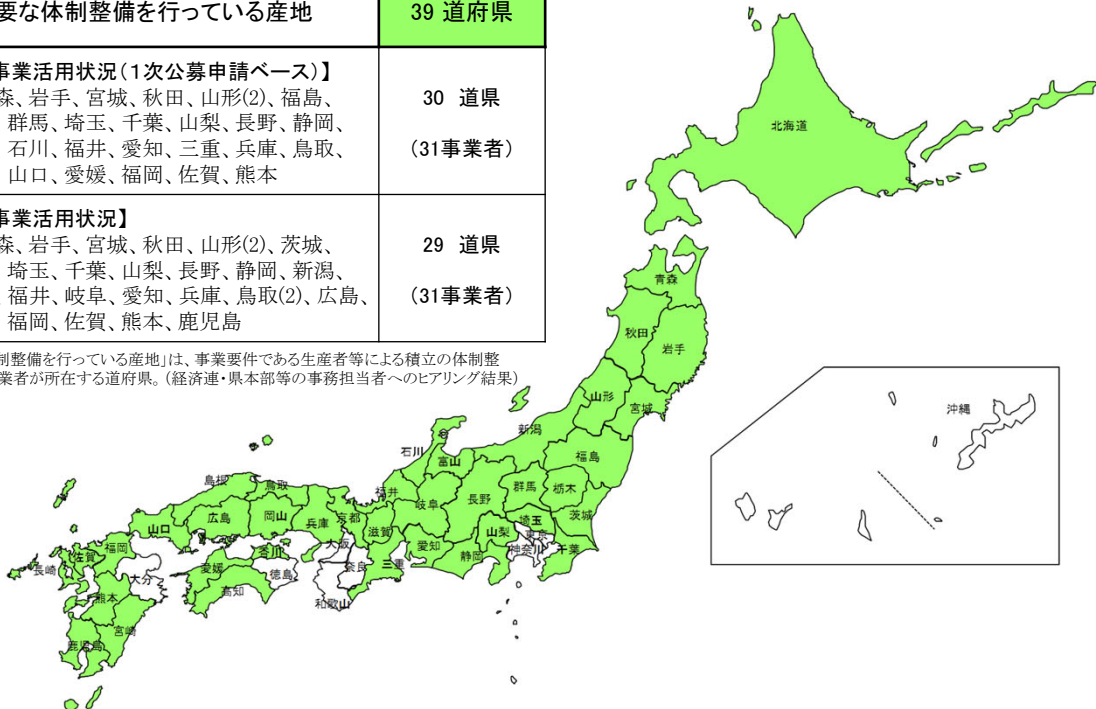 要な体制整備を行っている産地
39 道府県
事業活用状況(1次公募申請ベース)】
森、岩手、宮城、秋田、山形(2)、福島、
群馬、埼玉、千葉、山梨、長野、静岡、
石川、福井、愛知、三重、兵庫、鳥取、
山口、愛媛、福岡、佐賀、熊本
30 道県
(31事業者)
事業活用状況】
森、岩手、宮城、秋田、山形(2)、茨城、
埼玉、千葉、山梨、長野、静岡、新潟、
福井、岐阜、愛知、兵庫、鳥取(2)、広島、
福岡、佐賀、熊本、鹿児島
29 道県
(31事業者)
制整備を行っている産地」は、事業要件である生産者等による積立の体制整
業者が所在する道府県。(経済連・県本部等の事務担当者へのヒアリング結果)
北海道
青森
秋田
岩手
山形
宮城
沖縄
新潟
福島
石川
富山
島根
鳥取
福井
岐阜
長野
群馬
栃木
茨城
山口
広島
岡山
兵庫
京都
滋賀
愛知
静岡
山梨
埼玉
東京
神奈川
千葉
福岡
佐賀
長崎
大分
愛媛
香川
徳島
高知
大阪
奈良
三重
和歌山
熊本
宮崎
鹿児島